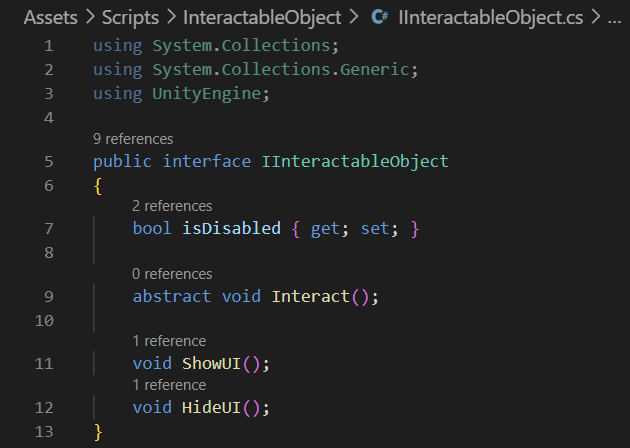 Assets > Scripts > InteractableObject > C# IInteractableObject.cs > ...
1 using System.Collections;
2 using System.Collections.Generic;
3 using UnityEngine;
4
9 references
5 public interface IInteractableObject
6 {
2 references
7 bool isDisabled { get; set; }
8
0 references
9 abstract void Interact();
10
1 reference
11 void ShowUI();
1 reference
12 void HideUI();
13 }